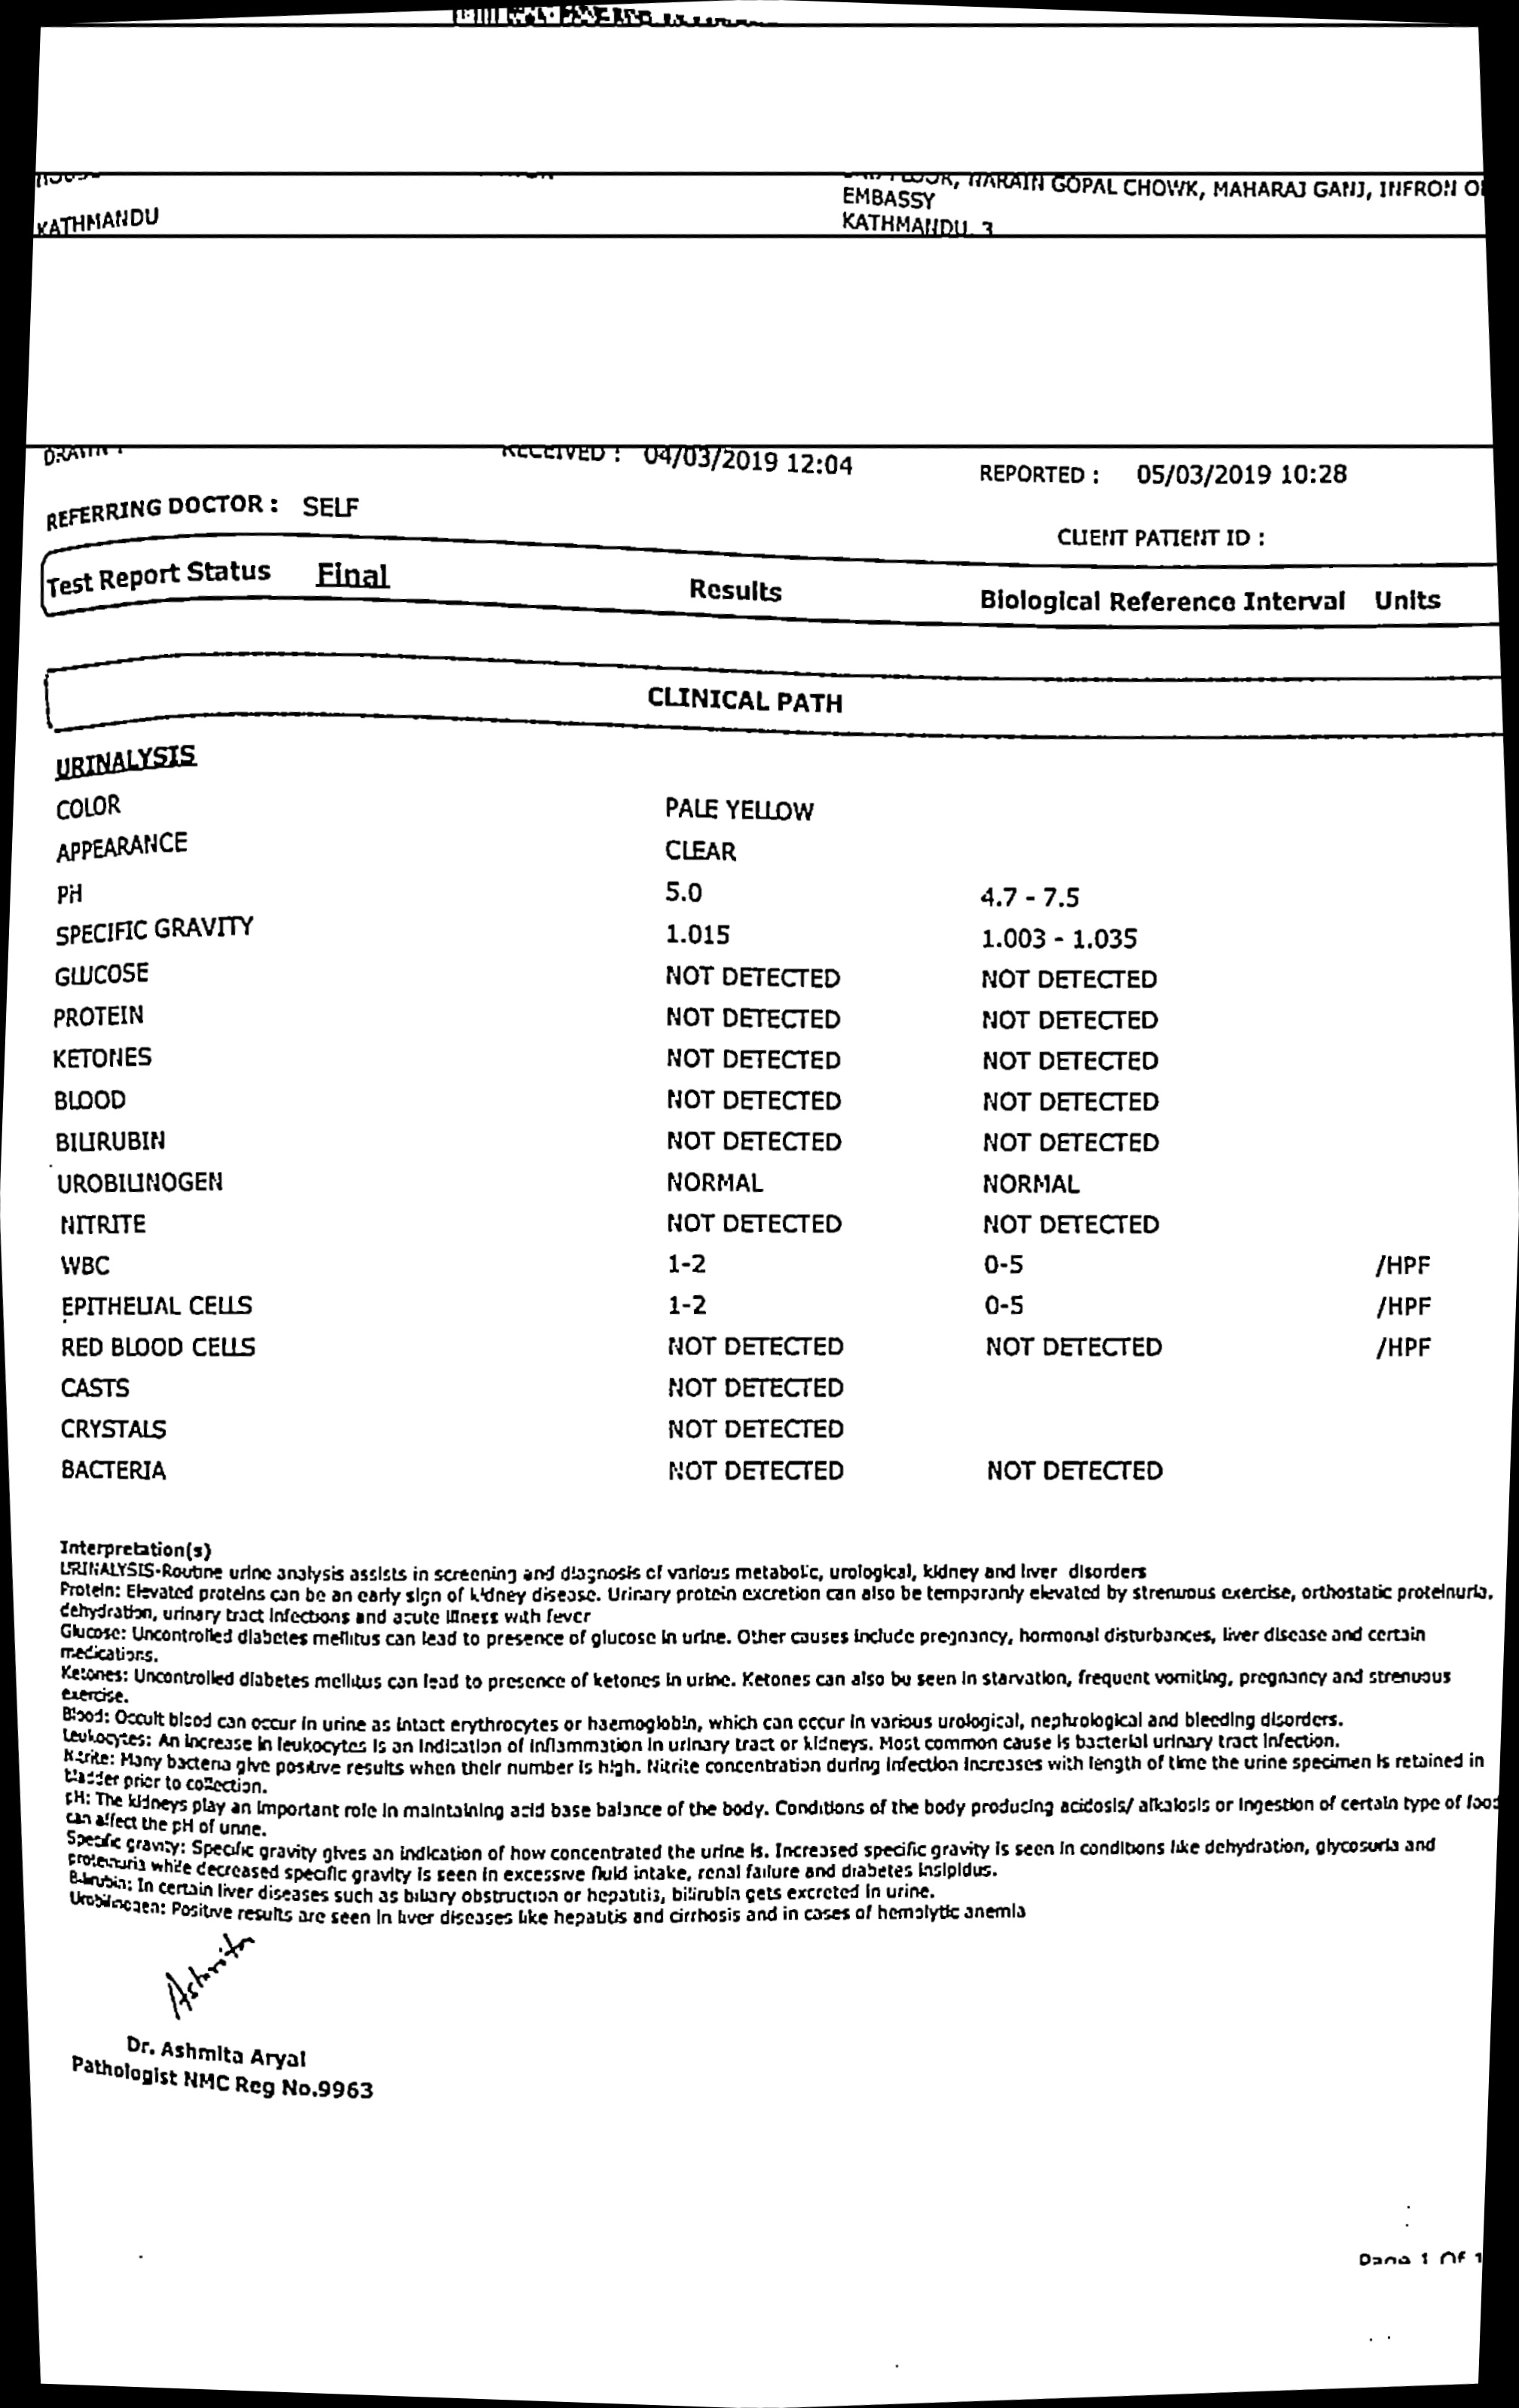 EMBASSY
GOPAL CHOWK, MAHARAJ GANJ, INFRON
KATHMANDU
KATHMANDU, 3
RECEIVED : 04/03/2019 12:04
REPORTED : 05/03/2019 10:28
REFERRING DOCTOR : SELF
CLIENT PATIENT ID :
Test Report Status Final Results Biological Reference Interval Units
CLINICAL PATH
URINALYSIS
COLOR PALE YELLOW
APPEARANCE CLEAR
PH 5.0 4.7 - 7.5
SPECIFIC GRAVITY 1.015 1.003 - 1.035
GLUCOSE NOT DETECTED NOT DETECTED
PROTEIN NOT DETECTED NOT DETECTED
KETONES NOT DETECTED NOT DETECTED
BLOOD NOT DETECTED NOT DETECTED
BILIRUBIN NOT DETECTED NOT DETECTED
UROBILINOGEN NORMAL NORMAL
NITRITE NOT DETECTED NOT DETECTED
WBC 1-2 0-5 /HPF
EPITHELIAL CELLS 1-2 0-5 /HPF
RED BLOOD CELLS NOT DETECTED NOT DETECTED /HPF
CASTS NOT DETECTED
CRYSTALS NOT DETECTED
BACTERIA NOT DETECTED NOT DETECTED
Interpretation(s)
URINALYSIS-Routine urine analysis assists in screening and diagnosis of various metabolic, urological, kidney and liver disorders
Protein: Elevated proteins can be an early sign of kidney disease. Urinary protein excretion can also be temporarily elevated by strenuous exercise, orthostatic proteinuria,
dehydration, urinary tract infections and acute illness with fever
Glucose: Uncontrolled diabetes mellitus can lead to presence of glucose in urine. Other causes include pregnancy, hormonal disturbances, liver disease and certain
medications.
Ketones: Uncontrolled diabetes mellitus can lead to presence of ketones in urine. Ketones can also be seen in starvation, frequent vomiting, pregnancy and strenuous
exercise.
Blood: Occult blood can occur in urine as intact erythrocytes or haemoglobin, which can occur in various urological, nephrological and bleeding disorders.
Leukocytes: An increase in leukocytes is an indication of inflammation in urinary tract or kidneys. Most common cause is bacterial urinary tract infection.
Nitrite: Many bacteria give positive results when their number is high. Nitrite concentration during infection increases with length of time the urine specimen is retained in
bladder prior to collection.
pH: The kidneys play an important role in maintaining acid base balance of the body. Conditions of the body producing acidosis/ alkalosis or ingestion of certain type of food
can affect the pH of urine.
Specific gravity: Specific gravity gives an indication of how concentrated the urine is. Increased specific gravity is seen in conditions like dehydration, glycosuria and
proteinuria while decreased specific gravity is seen in excessive fluid intake, renal failure and diabetes insipidus.
Bilirubin: In certain liver diseases such as biliary obstruction or hepatitis, bilirubin gets excreted in urine.
Urobilinogen: Positive results are seen in liver diseases like hepatitis and cirrhosis and in cases of hemolytic anemia
Ashmita
Dr. Ashmita Aryal
Pathologist NMC Reg No.9963
Page 1 Of 1